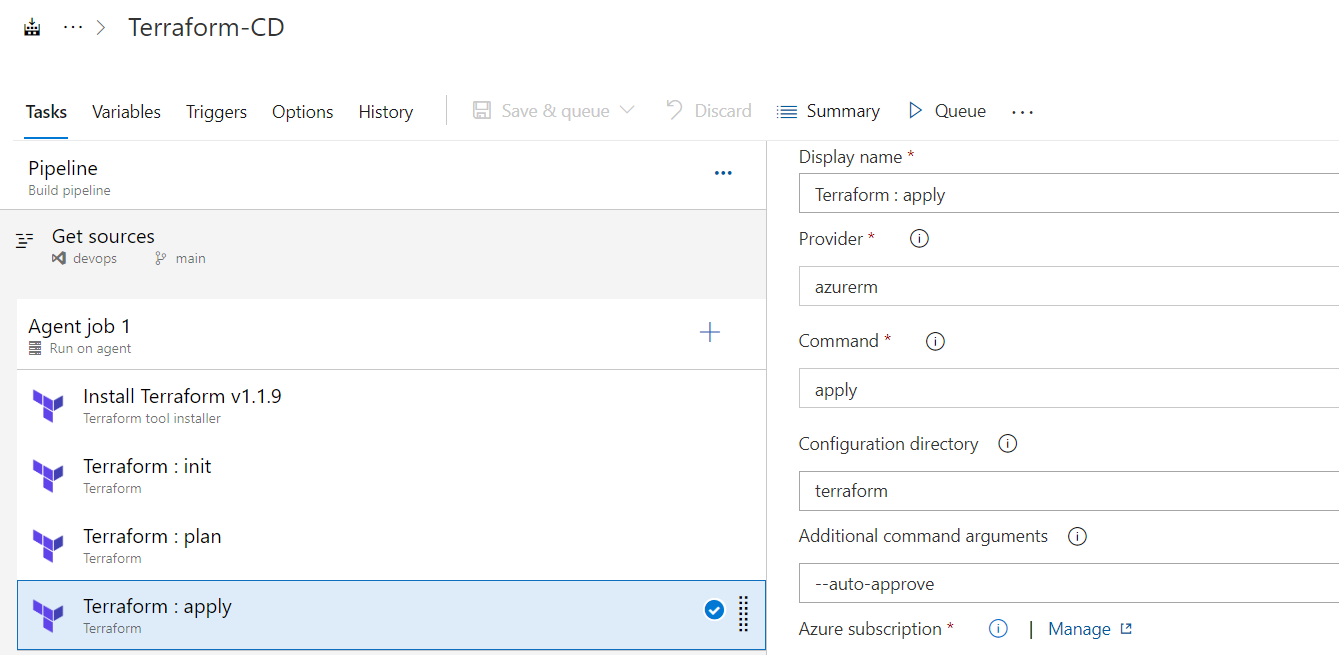 Terraform-CD
Tasks Variables Triggers Options History Save & queue Discard Summary Queue
Pipeline
Build pipeline
Get sources
devops main
Agent job 1
Run on agent
Install Terraform v1.1.9
Terraform tool installer
Terraform : init
Terraform
Terraform : plan
Terraform
Terraform : apply
Terraform
Display name *
Terraform : apply
Provider *
azurerm
Command *
apply
Configuration directory
terraform
Additional command arguments
--auto-approve
Azure subscription * | Manage